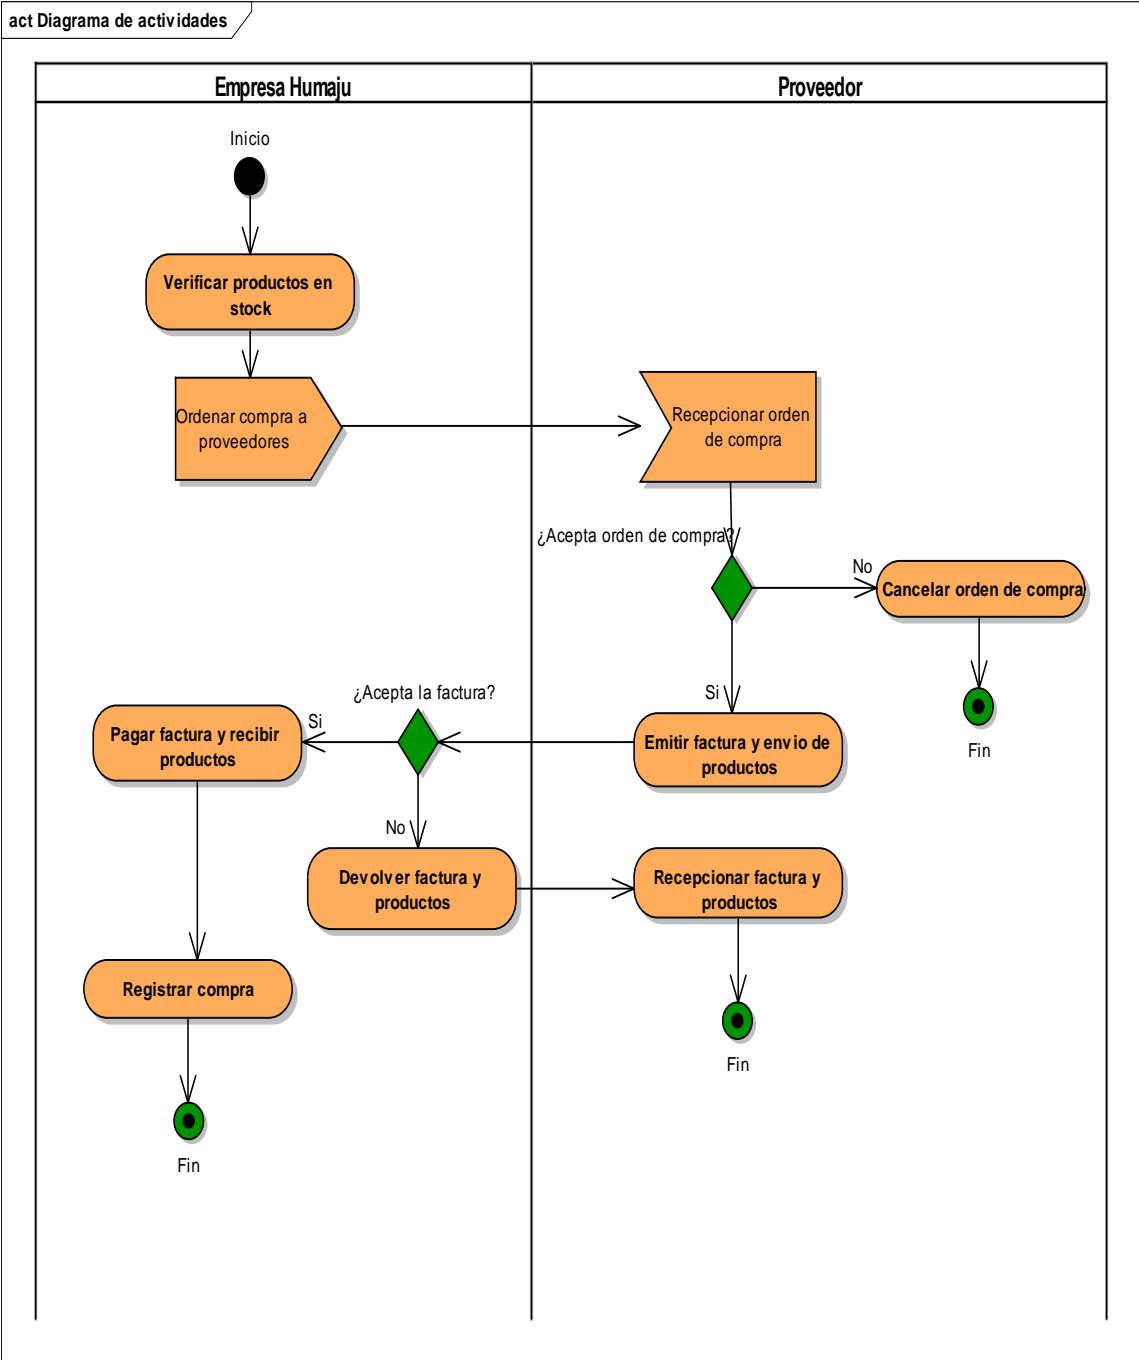 act Diagrama de actividades
Empresa Humaju
Proveedor
Inicio
Verificar productos en
stock
Ordenar compra a
proveedores
Recepcionar orden
de compra
¿Acepta orden de compra?
No
Cancelar orden de compra
Si
Fin
¿Acepta la factura?
Si
Pagar factura y recibir
productos
Emitir factura y envio de
productos
No
Devolver factura y
productos
Recepcionar factura y
productos
Registrar compra
Fin
Fin